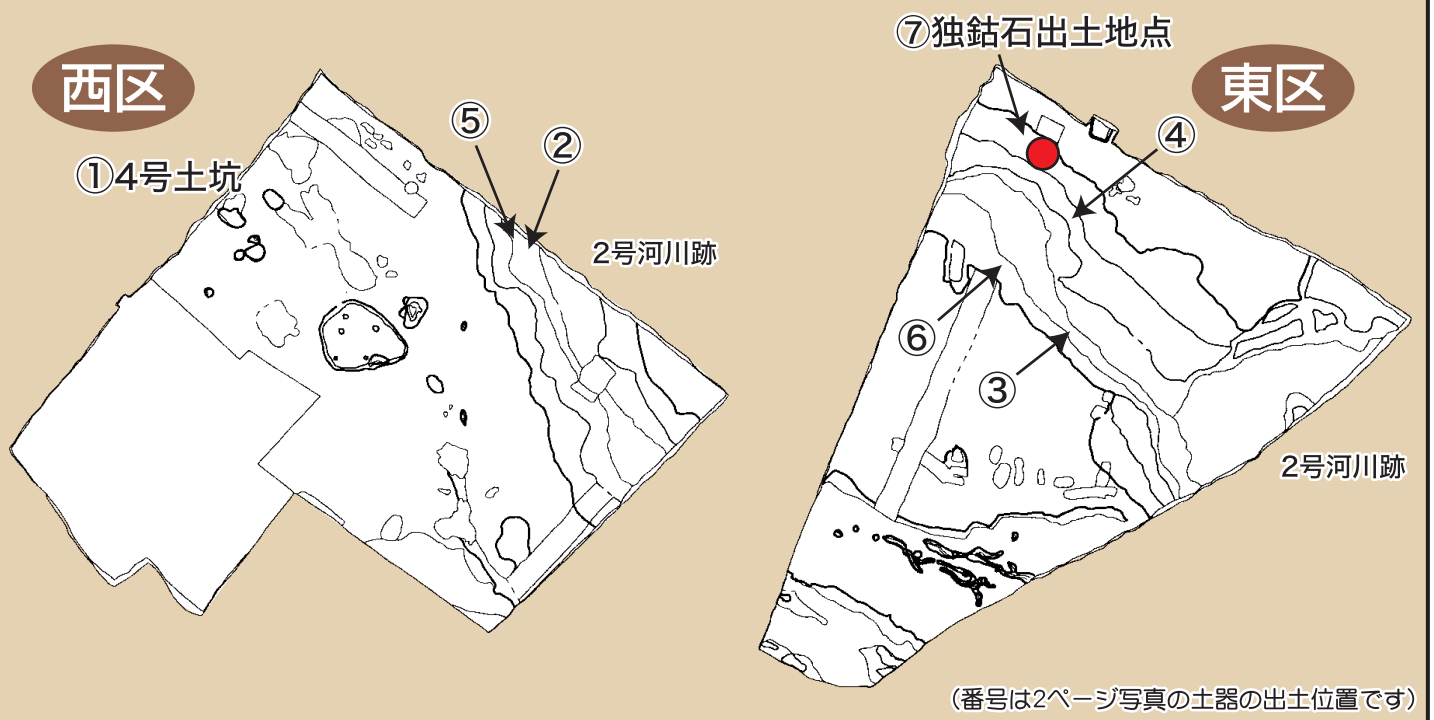 西区
①4号土坑
⑤
②
2号河川跡
⑦独鈷石出土地点
東区
④
⑥
③
2号河川跡
（番号は2ページ写真の土器の出土位置です）